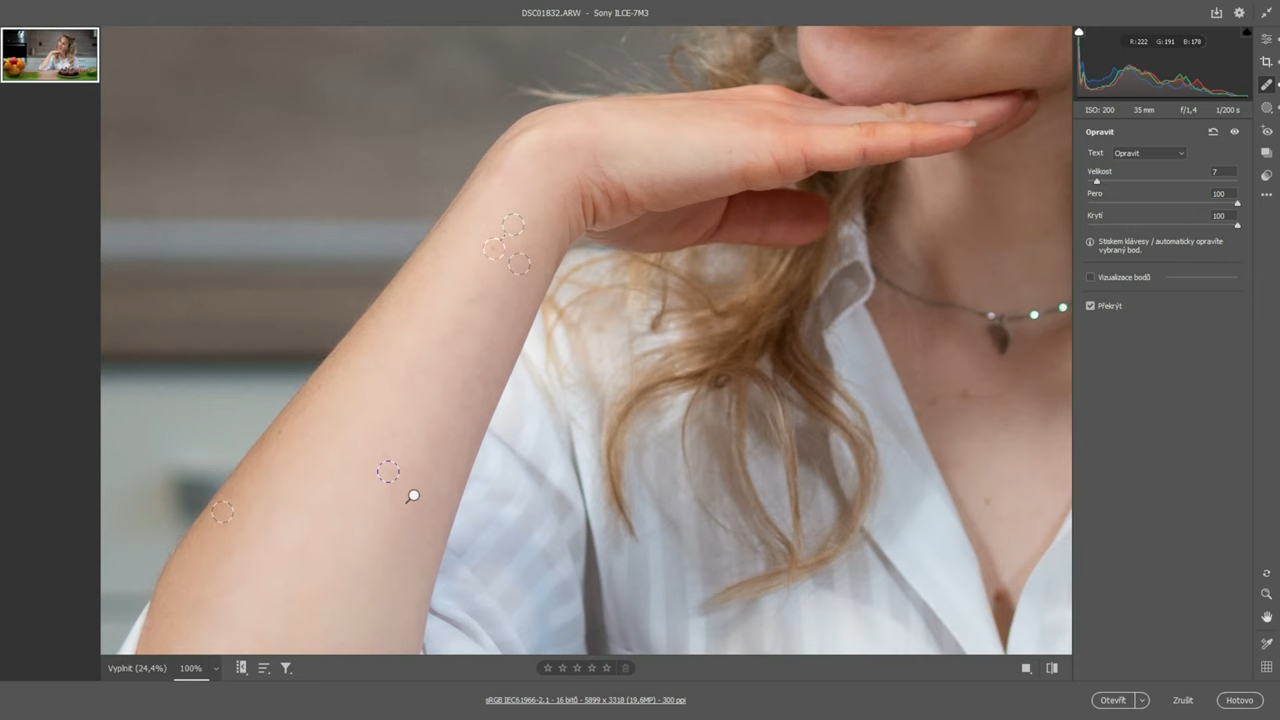 DSC01832.ARW - Sony ILCE-7M3
R:222 G:191 B:178
ISO: 200 35 mm f/1,4 1/200 s
Opravit
Text Opravit
Velikost 7
Pero 100
Krytí 100
Stiskem klávesy / automaticky opravíte
vybraný bod.
Vizualizace bodů
Překrýt
Vyplnit (24,4%) 100%
sRGB IEC61966-2.1 - 16 bitů - 5899 x 3318 (19,6MP) - 300 ppi
Otevřít Zrušit Hotovo